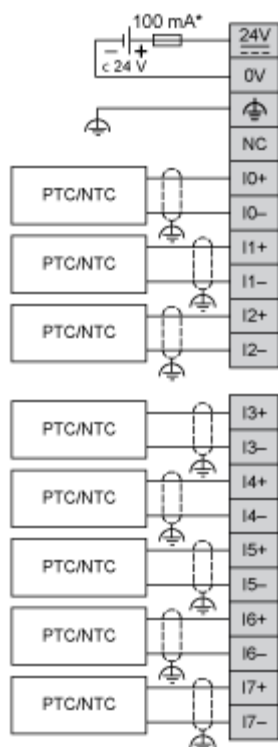 100 mA*
24V
– +
c 24 V
0V
NC
PTC/NTC
I0+
I0–
PTC/NTC
I1+
I1–
PTC/NTC
I2+
I2–
PTC/NTC
I3+
I3–
PTC/NTC
I4+
I4–
PTC/NTC
I5+
I5–
PTC/NTC
I6+
I6–
PTC/NTC
I7+
I7–